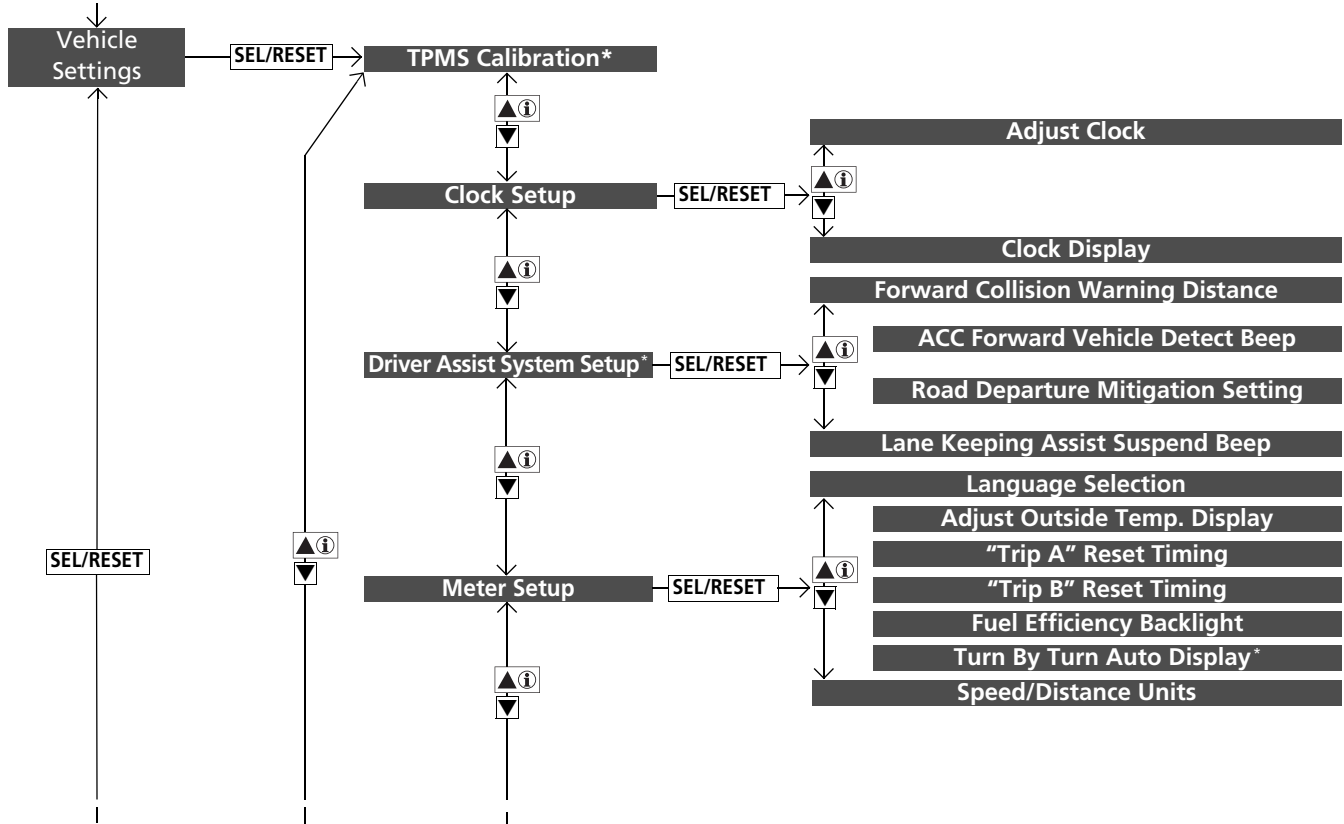 Vehicle
Settings
SEL/RESET
TPMS Calibration*
▲ⓘ
▼
Adjust Clock
Clock Setup
SEL/RESET
▲ⓘ
▼
Clock Display
▲ⓘ
▼
Forward Collision Warning Distance
ACC Forward Vehicle Detect Beep
Driver Assist System Setup*
SEL/RESET
▲ⓘ
▼
Road Departure Mitigation Setting
Lane Keeping Assist Suspend Beep
▲ⓘ
▼
Language Selection
Adjust Outside Temp. Display
SEL/RESET
▲ⓘ
▼
"Trip A" Reset Timing
Meter Setup
SEL/RESET
▲ⓘ
▼
"Trip B" Reset Timing
Fuel Efficiency Backlight
Turn By Turn Auto Display*
Speed/Distance Units
▲ⓘ
▼